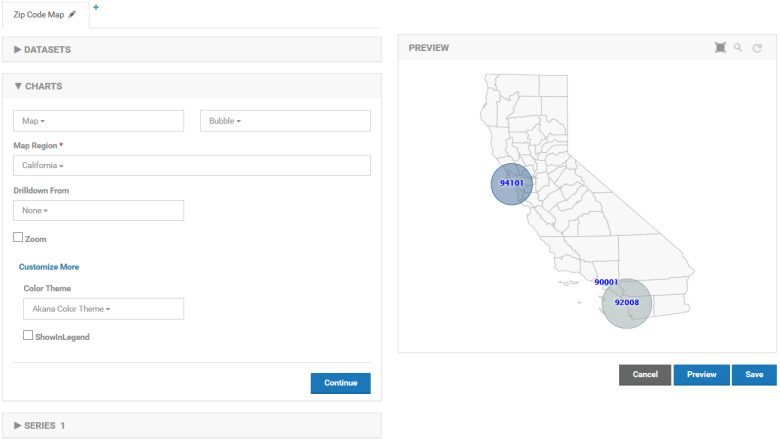 Zip Code Map
+
DATASETS
CHARTS
Map
Bubble
Map Region *
California
Drilldown From
None
Zoom
Customize More
Color Theme
Akana Color Theme
ShowInLegend
Continue
SERIES 1
PREVIEW
94101
90001
92008
Cancel
Preview
Save